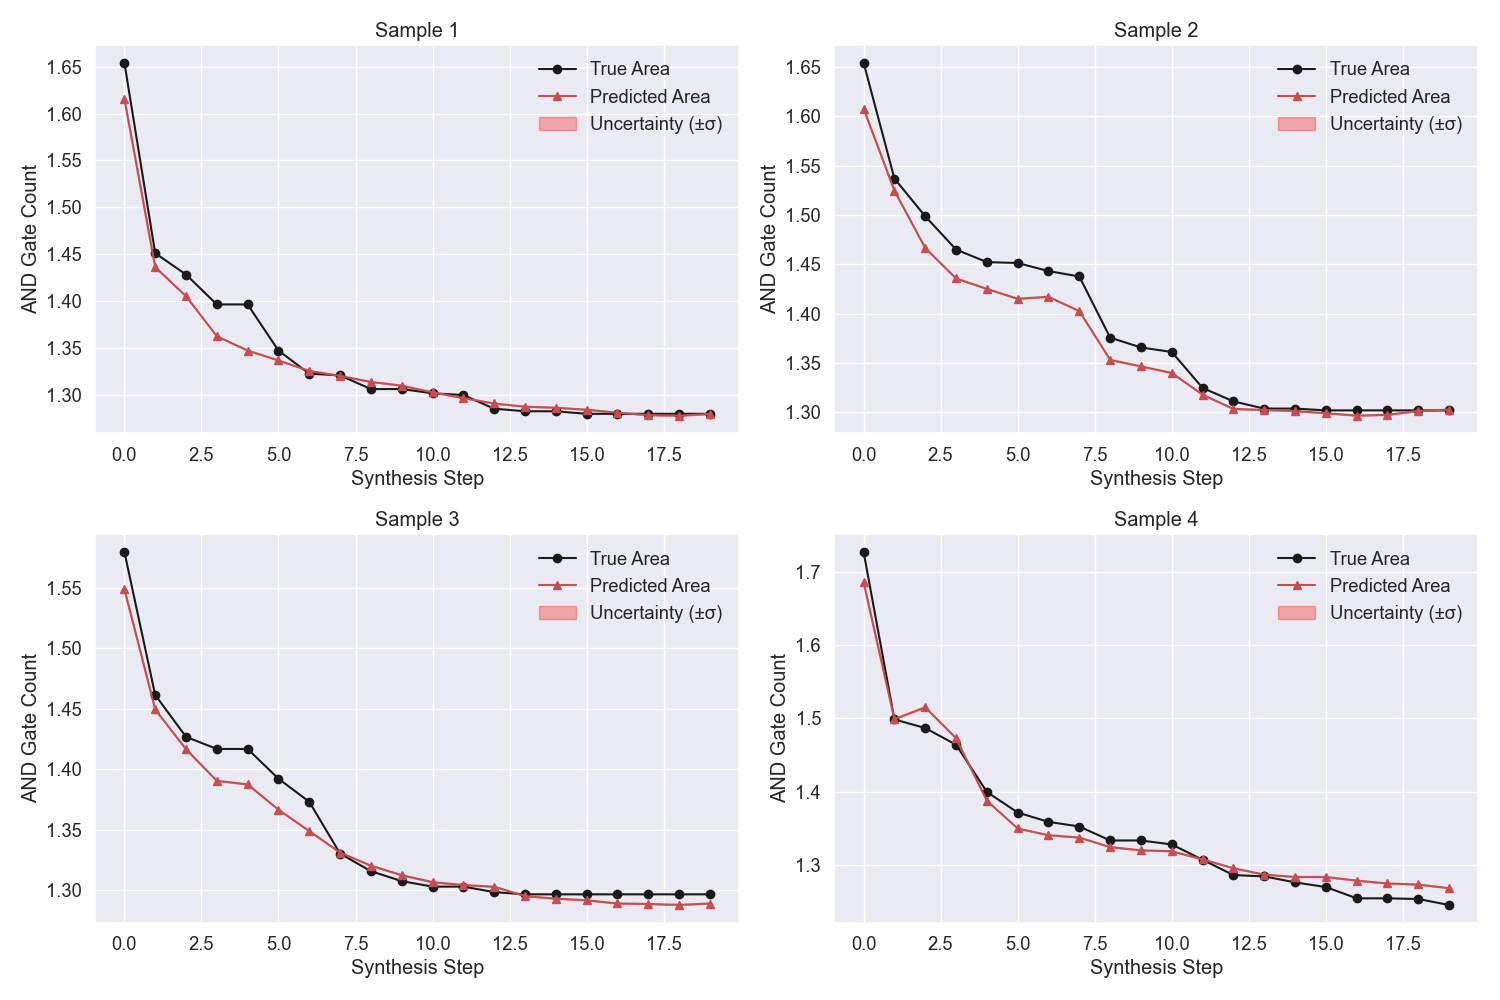 Sample 1
1.65
1.60
1.55
1.50
1.45
1.40
1.35
1.30
AND Gate Count
True Area
Predicted Area
Uncertainty (±σ)
0.0 2.5 5.0 7.5 10.0 12.5 15.0 17.5
Synthesis Step
Sample 2
1.65
1.60
1.55
1.50
1.45
1.40
1.35
1.30
AND Gate Count
True Area
Predicted Area
Uncertainty (±σ)
0.0 2.5 5.0 7.5 10.0 12.5 15.0 17.5
Synthesis Step
Sample 3
1.55
1.50
1.45
1.40
1.35
1.30
AND Gate Count
True Area
Predicted Area
Uncertainty (±σ)
0.0 2.5 5.0 7.5 10.0 12.5 15.0 17.5
Synthesis Step
Sample 4
1.7
1.6
1.5
1.4
1.3
AND Gate Count
True Area
Predicted Area
Uncertainty (±σ)
0.0 2.5 5.0 7.5 10.0 12.5 15.0 17.5
Synthesis Step